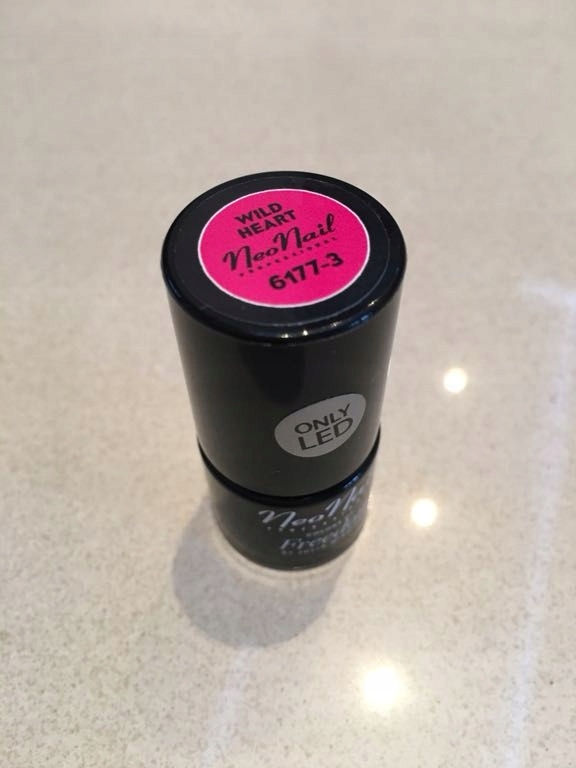 WILD
HEART
NeoNail
PROFESSIONAL
6177-3
ONLY
LED